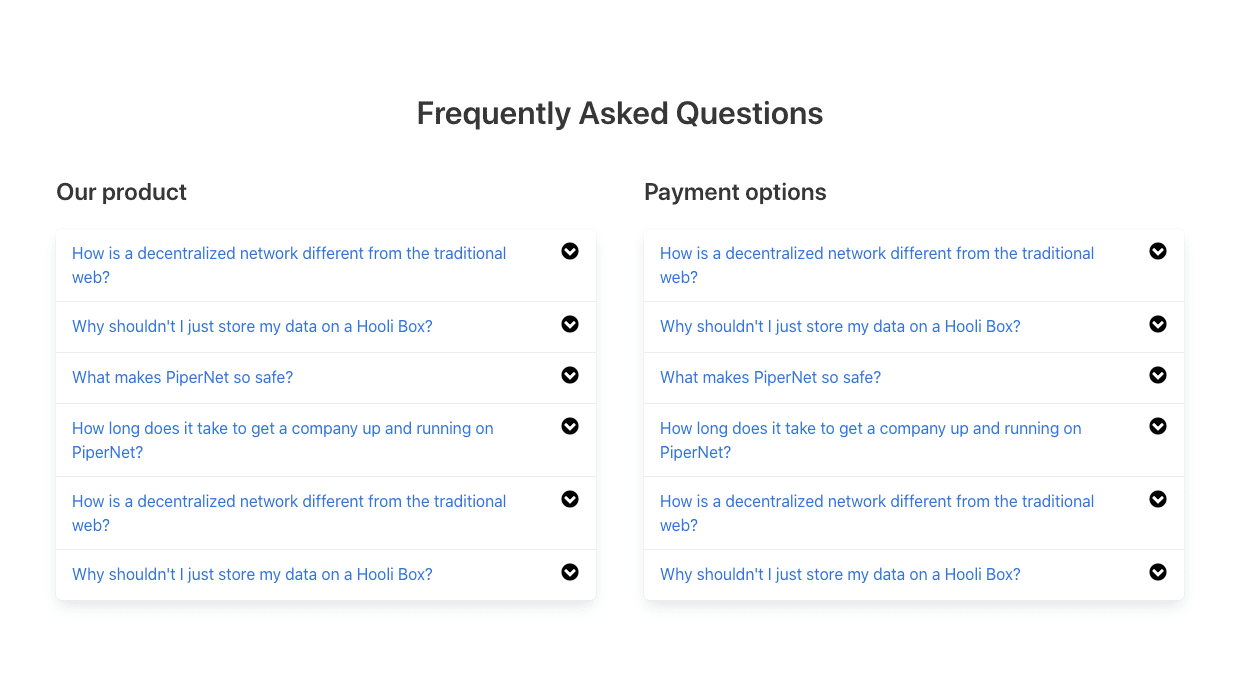 Frequently Asked Questions
Our product
How is a decentralized network different from the traditional
web?
Why shouldn't I just store my data on a Hooli Box?
What makes PiperNet so safe?
How long does it take to get a company up and running on
PiperNet?
How is a decentralized network different from the traditional
web?
Why shouldn't I just store my data on a Hooli Box?
Payment options
How is a decentralized network different from the traditional
web?
Why shouldn't I just store my data on a Hooli Box?
What makes PiperNet so safe?
How long does it take to get a company up and running on
PiperNet?
How is a decentralized network different from the traditional
web?
Why shouldn't I just store my data on a Hooli Box?